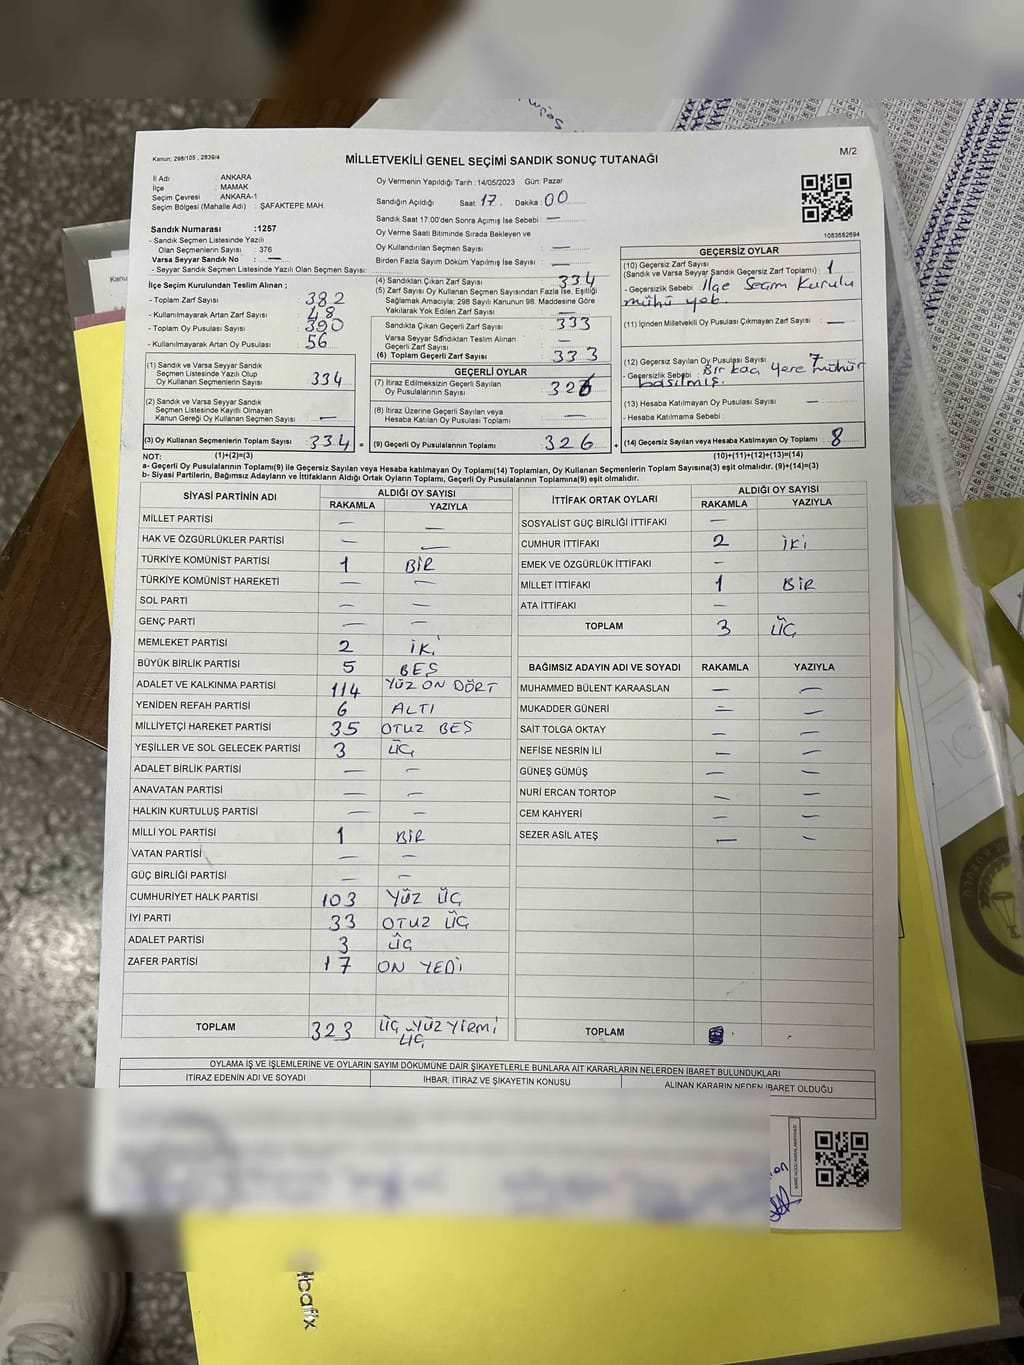 Kanun: 298/105 , 2839/4
MİLLETVEKİLİ GENEL SEÇİMİ SANDIK SONUÇ TUTANAĞI
M/2
İl Adı : ANKARA
İlçe : MAMAK
Seçim Çevresi : ANKARA-1
Seçim Bölgesi (Mahalle Adı) : ŞAFAKTEPE MAH.
Sandık Numarası :1257
- Sandık Seçmen Listesinde Yazılı
Olan Seçmenlerin Sayısı : 376
Varsa Seyyar Sandık No : —
- Seyyar Sandık Seçmen Listesinde Yazılı Olan Seçmen Sayısı:
İlçe Seçim Kurulundan Teslim Alınan ;
- Toplam Zarf Sayısı : 382
- Kullanılmayarak Artan Zarf Sayısı : 48
- Toplam Oy Pusulası Sayısı : 390
- Kullanılmayarak Artan Oy Pusulası : 56
(1) Sandık ve Varsa Seyyar Sandık
Seçmen Listesinde Yazılı Olup
Oy Kullanan Seçmenlerin Sayısı : 334
(2) Sandık ve Varsa Seyyar Sandık
Seçmen Listesinde Kayıtlı Olmayan
Kanun Gereği Oy Kullanan Seçmen Sayısı : —
(3) Oy Kullanan Seçmenlerin Toplam Sayısı : 334 =
Oy Vermenin Yapıldığı Tarih : 14/05/2023 Gün: Pazar
Sandığın Açıldığı Saat 17. Dakika : 00
Sandık Saat 17:00'den Sonra Açımış İse Sebebi : —
Oy Verme Saati Bitiminde Sırada Bekleyen ve
Oy Kullandırılan Seçmen Sayısı : —
Birden Fazla Sayım Döküm Yapılmış İse Sayısı : —
(4) Sandıktan Çıkan Zarf Sayısı : 334
(5) Zarf Sayısı Oy Kullanan Seçmen Sayısından Fazla İse, Eşitliği
Sağlamak Amacıyla; 298 Sayılı Kanunun 98. Maddesine Göre
Yakılarak Yok Edilen Zarf Sayısı : —
Sandıkta Çıkan Geçerli Zarf Sayısı : 333
Varsa Seyyar Sandıktan Teslim Alınan
Geçerli Zarf Sayısı : —
(6) Toplam Geçerli Zarf Sayısı : 333
GEÇERLİ OYLAR
(7) İtiraz Edilmeksizin Geçerli Sayılan
Oy Pusulalarının Sayısı : 326
(8) İtiraz Üzerine Geçerli Sayılan veya
Hesaba Katılan Oy Pusulası Toplamı : —
(9) Geçerli Oy Pusulalarının Toplamı : 326 +
1083682694
GEÇERSİZ OYLAR
(10) Geçersiz Zarf Sayısı
(Sandık ve Varsa Seyyar Sandık Geçersiz Zarf Toplamı) : 1
- Geçersizlik Sebebi : İlçe Seçim Kurulu
mührü yok.
(11) İçinden Milletvekili Oy Pusulası Çıkmayan Zarf Sayısı : —
(12) Geçersiz Sayılan Oy Pusulası Sayısı : 7
- Geçersizlik Sebebi : Bir kaç yere mühür
basılmış.
(13) Hesaba Katılmayan Oy Pusulası Sayısı : —
- Hesaba Katılmama Sebebi :
(14) Geçersiz Sayılan veya Hesaba Katılmayan Oy Toplamı : 8
NOT: (1)+(2)=(3) (10)+(11)+(12)+(13)=(14)
a- Geçerli Oy Pusulalarının Toplamı(9) ile Geçersiz Sayılan veya Hesaba katılmayan Oy Toplamı(14) Toplamları, Oy Kullanan Seçmenlerin Toplam Sayısına(3) eşit olmalıdır. (9)+(14)=(3)
b- Siyasi Partilerin, Bağımsız Adayların ve İttifakların Aldığı Ortak Oyların Toplamı, Geçerli Oy Pusulalarının Toplamına(9) eşit olmalıdır.
SİYASİ PARTİNİN ADI ALDIĞI OY SAYISI
RAKAMLA YAZIYLA
MİLLET PARTİSİ — —
HAK VE ÖZGÜRLÜKLER PARTİSİ — —
TÜRKİYE KOMÜNİST PARTİSİ 1 BİR
TÜRKİYE KOMÜNİST HAREKETİ — —
SOL PARTİ — —
GENÇ PARTİ — —
MEMLEKET PARTİSİ 2 İKİ
BÜYÜK BİRLİK PARTİSİ 5 BEŞ
ADALET VE KALKINMA PARTİSİ 114 YÜZ ON DÖRT
YENİDEN REFAH PARTİSİ 6 ALTI
MİLLİYETÇİ HAREKET PARTİSİ 35 OTUZ BEŞ
YEŞİLLER VE SOL GELECEK PARTİSİ 3 ÜÇ
ADALET BİRLİK PARTİSİ — —
ANAVATAN PARTİSİ — —
HALKIN KURTULUŞ PARTİSİ — —
MİLLİ YOL PARTİSİ 1 BİR
VATAN PARTİSİ — —
GÜÇ BİRLİĞİ PARTİSİ — —
CUMHURİYET HALK PARTİSİ 103 YÜZ ÜÇ
İYİ PARTİ 33 OTUZ ÜÇ
ADALET PARTİSİ 3 ÜÇ
ZAFER PARTİSİ 17 ON YEDİ
TOPLAM 323 ÜÇ YÜZ YİRMİ
ÜÇ
İTTİFAK ORTAK OYLARI ALDIĞI OY SAYISI
RAKAMLA YAZIYLA
SOSYALİST GÜÇ BİRLİĞİ İTTİFAKI —
CUMHUR İTTİFAKI 2 İKİ
EMEK VE ÖZGÜRLÜK İTTİFAKI —
MİLLET İTTİFAKI 1 BİR
ATA İTTİFAKI —
TOPLAM 3 ÜÇ
BAĞIMSIZ ADAYIN ADI VE SOYADI RAKAMLA YAZIYLA
MUHAMMED BÜLENT KARAASLAN — —
MUKADDER GÜNERİ — —
SAİT TOLGA OKTAY — —
NEFİSE NESRİN İLİ — —
GÜNEŞ GÜMÜŞ — —
NURİ ERCAN TORTOP — —
CEM KAHYERİ — —
SEZER ASİL ATEŞ — —
TOPLAM
OYLAMA İŞ VE İŞLEMLERİNE VE OYLARIN SAYIM DÖKÜMÜNE DAİR ŞİKAYETLERLE BUNLARA AİT KARARLARIN NELERDEN İBARET BULUNDUKLARI
İTİRAZ EDENİN ADI VE SOYADI İHBAR, İTİRAZ VE ŞİKAYETİN KONUSU ALINAN KARARIN NEDEN İBARET OLDUĞU
bafix